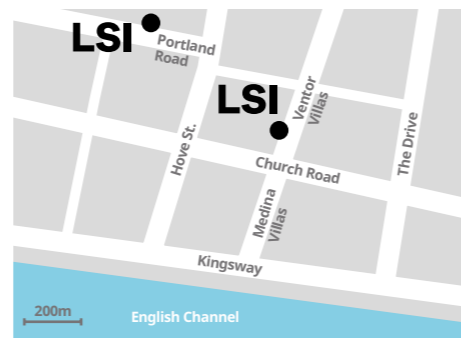 LSI
Portland
Road
LSI
Ventor
Villas
Hove St.
The Drive
Church Road
Medina
Villas
Kingsway
200m
English Channel